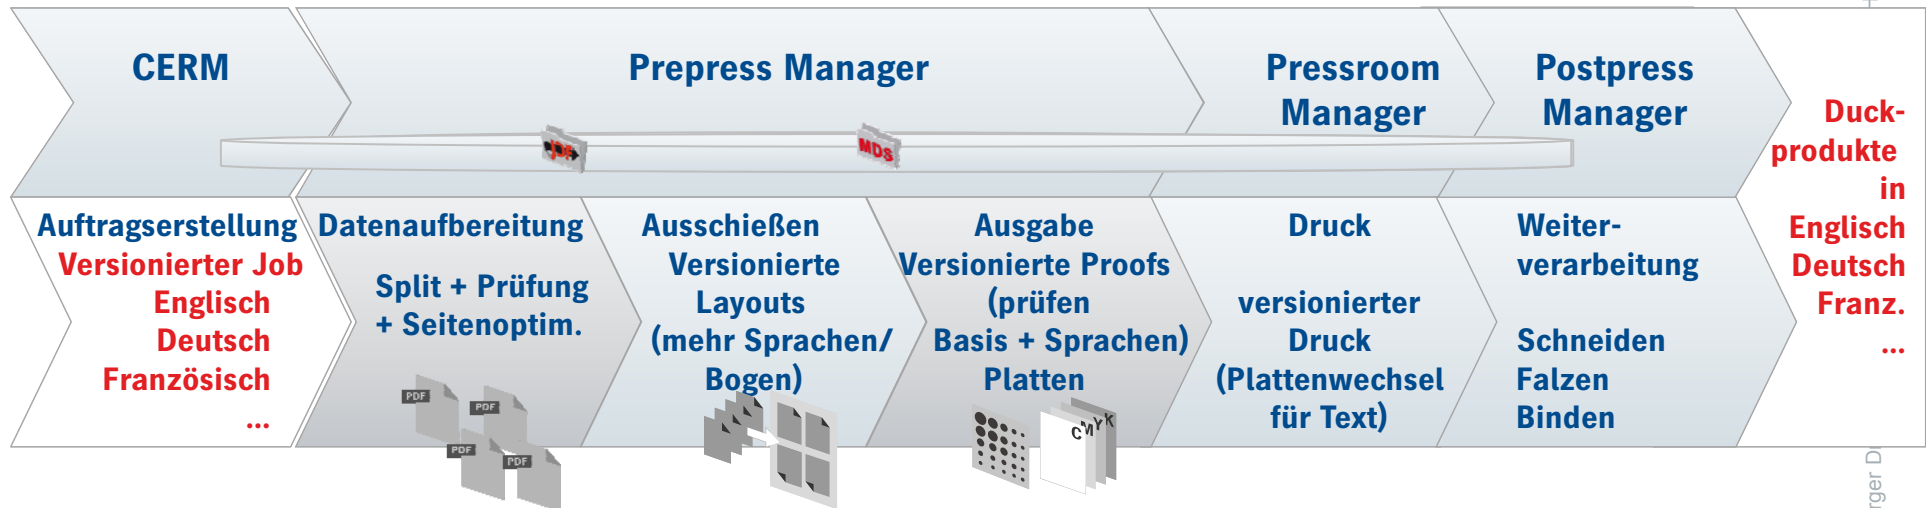 CERM
Prepress Manager
Pressroom
Manager
Postpress
Manager
JDF
MDS
Auftragserstellung
Versionierter Job
Englisch
Deutsch
Französisch
...
Datenaufbereitung
Split + Prüfung
+ Seitenoptim.
PDF
PDF
PDF
PDF
Ausschießen
Versionierte
Layouts
(mehr Sprachen/
Bogen)
Ausgabe
Versionierte Proofs
(prüfen
Basis + Sprachen)
Platten
CMYK
Druck
versionierter
Druck
(Plattenwechsel
für Text)
Weiter-
verarbeitung
Schneiden
Falzen
Binden
Duck-
produkte
in
Englisch
Deutsch
Franz.
...